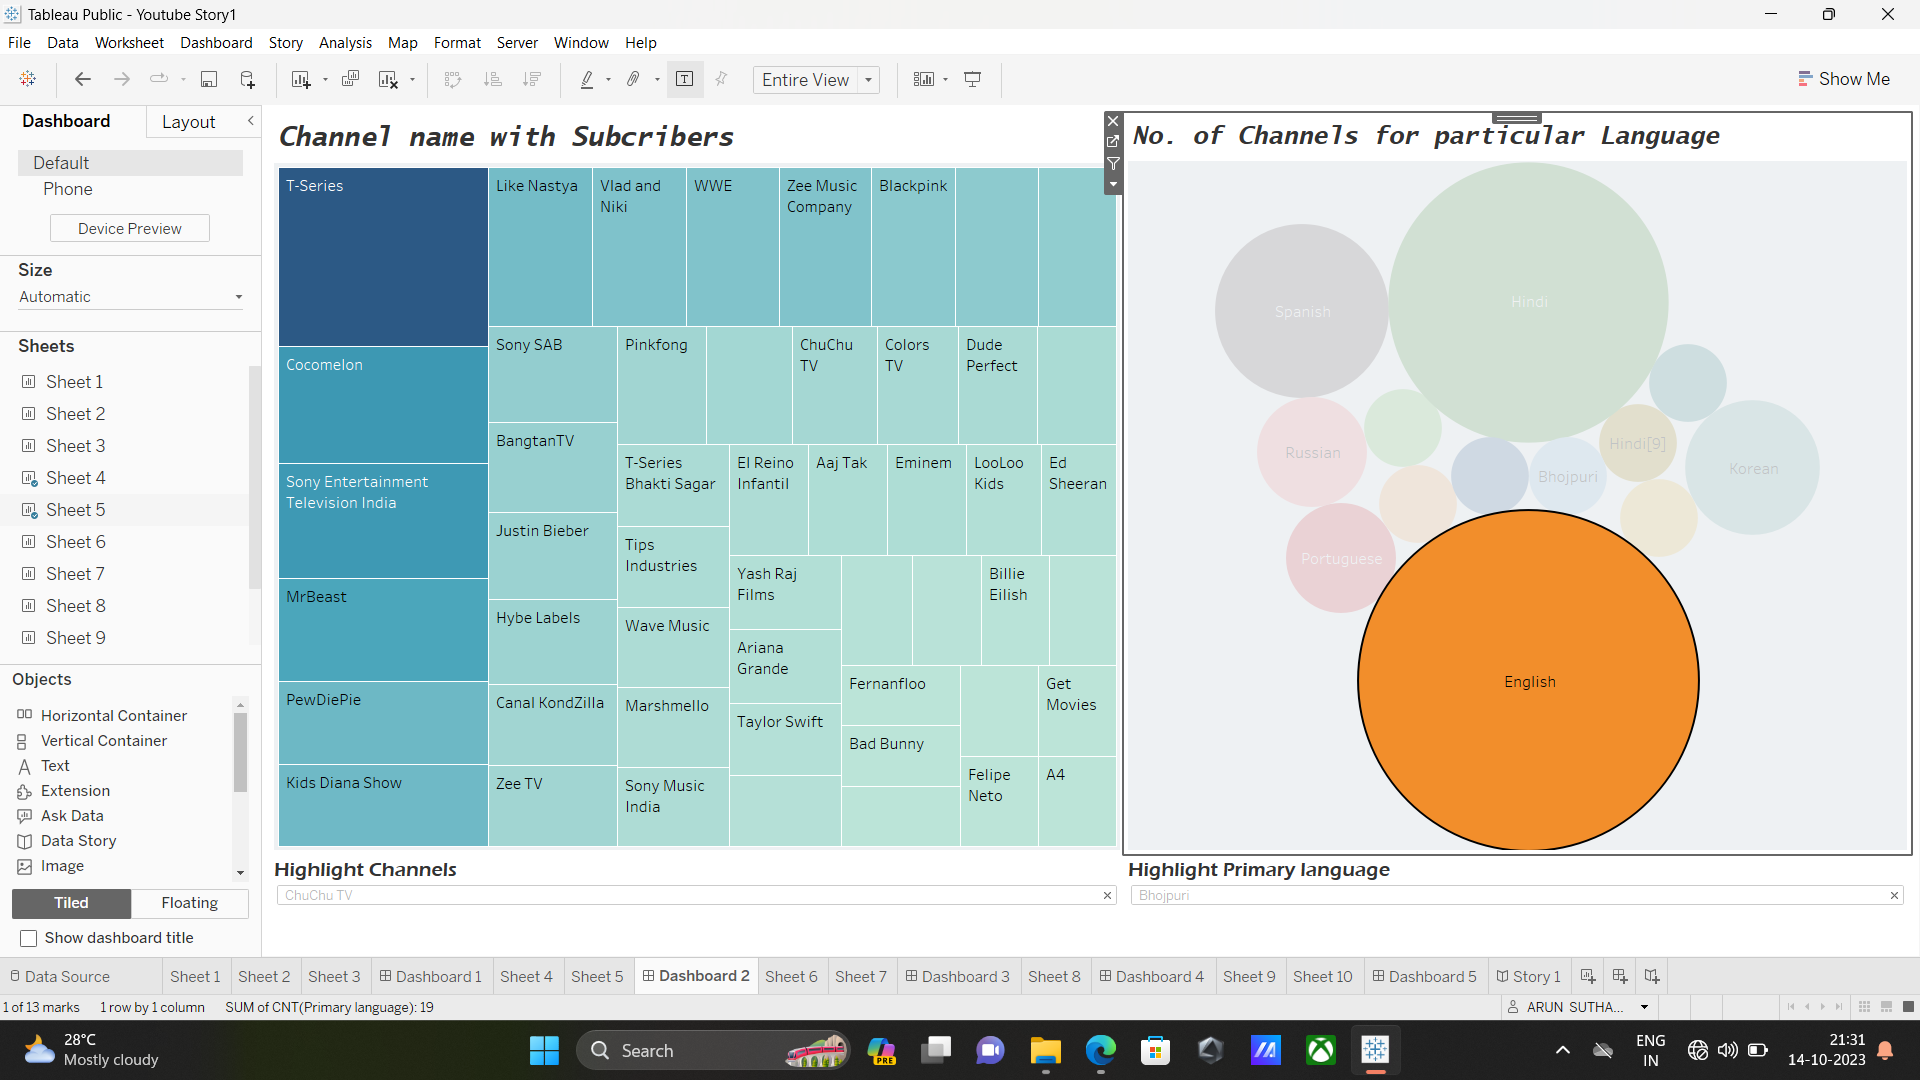 Tableau Public - Youtube Story1
File Data Worksheet Dashboard Story Analysis Map Format Server Window Help
Entire View
Show Me
Dashboard
Layout
Default
Phone
Device Preview
Size
Automatic
Sheets
Sheet 1
Sheet 2
Sheet 3
Sheet 4
Sheet 5
Sheet 6
Sheet 7
Sheet 8
Sheet 9
Objects
Horizontal Container
Vertical Container
Text
Extension
Ask Data
Data Story
Image
Tiled
Floating
Show dashboard title
Channel name with Subcribers
T-Series
Cocomelon
Sony Entertainment
Television India
MrBeast
PewDiePie
Kids Diana Show
Like Nastya
Vlad and
Niki
WWE
Zee Music
Company
Blackpink
Sony SAB
BangtanTV
Justin Bieber
Hybe Labels
Canal KondZilla
Zee TV
Pinkfong
ChuChu
TV
Colors
TV
Dude
Perfect
T-Series
Bhakti Sagar
Tips
Industries
Wave Music
Marshmello
Sony Music
India
El Reino
Infantil
Aaj Tak
Eminem
LooLoo
Kids
Ed
Sheeran
Yash Raj
Films
Ariana
Grande
Taylor Swift
Billie
Eilish
Fernanfloo
Bad Bunny
Get
Movies
Felipe
Neto
A4
Highlight Channels
ChuChu TV
No. of Channels for particular Language
Spanish
Hindi
Russian
Hindi[9]
Korean
Bhojpuri
Portuguese
English
Highlight Primary language
Bhojpuri
Data Source Sheet 1 Sheet 2 Sheet 3 Dashboard 1 Sheet 4 Sheet 5 Dashboard 2 Sheet 6 Sheet 7 Dashboard 3 Sheet 8 Dashboard 4 Sheet 9 Sheet 10 Dashboard 5 Story 1
1 of 13 marks 1 row by 1 column SUM of CNT(Primary language): 19
ARUN SUTHA...
28°C
Mostly cloudy
Search
PRE
ENG
IN
21:31
14-10-2023